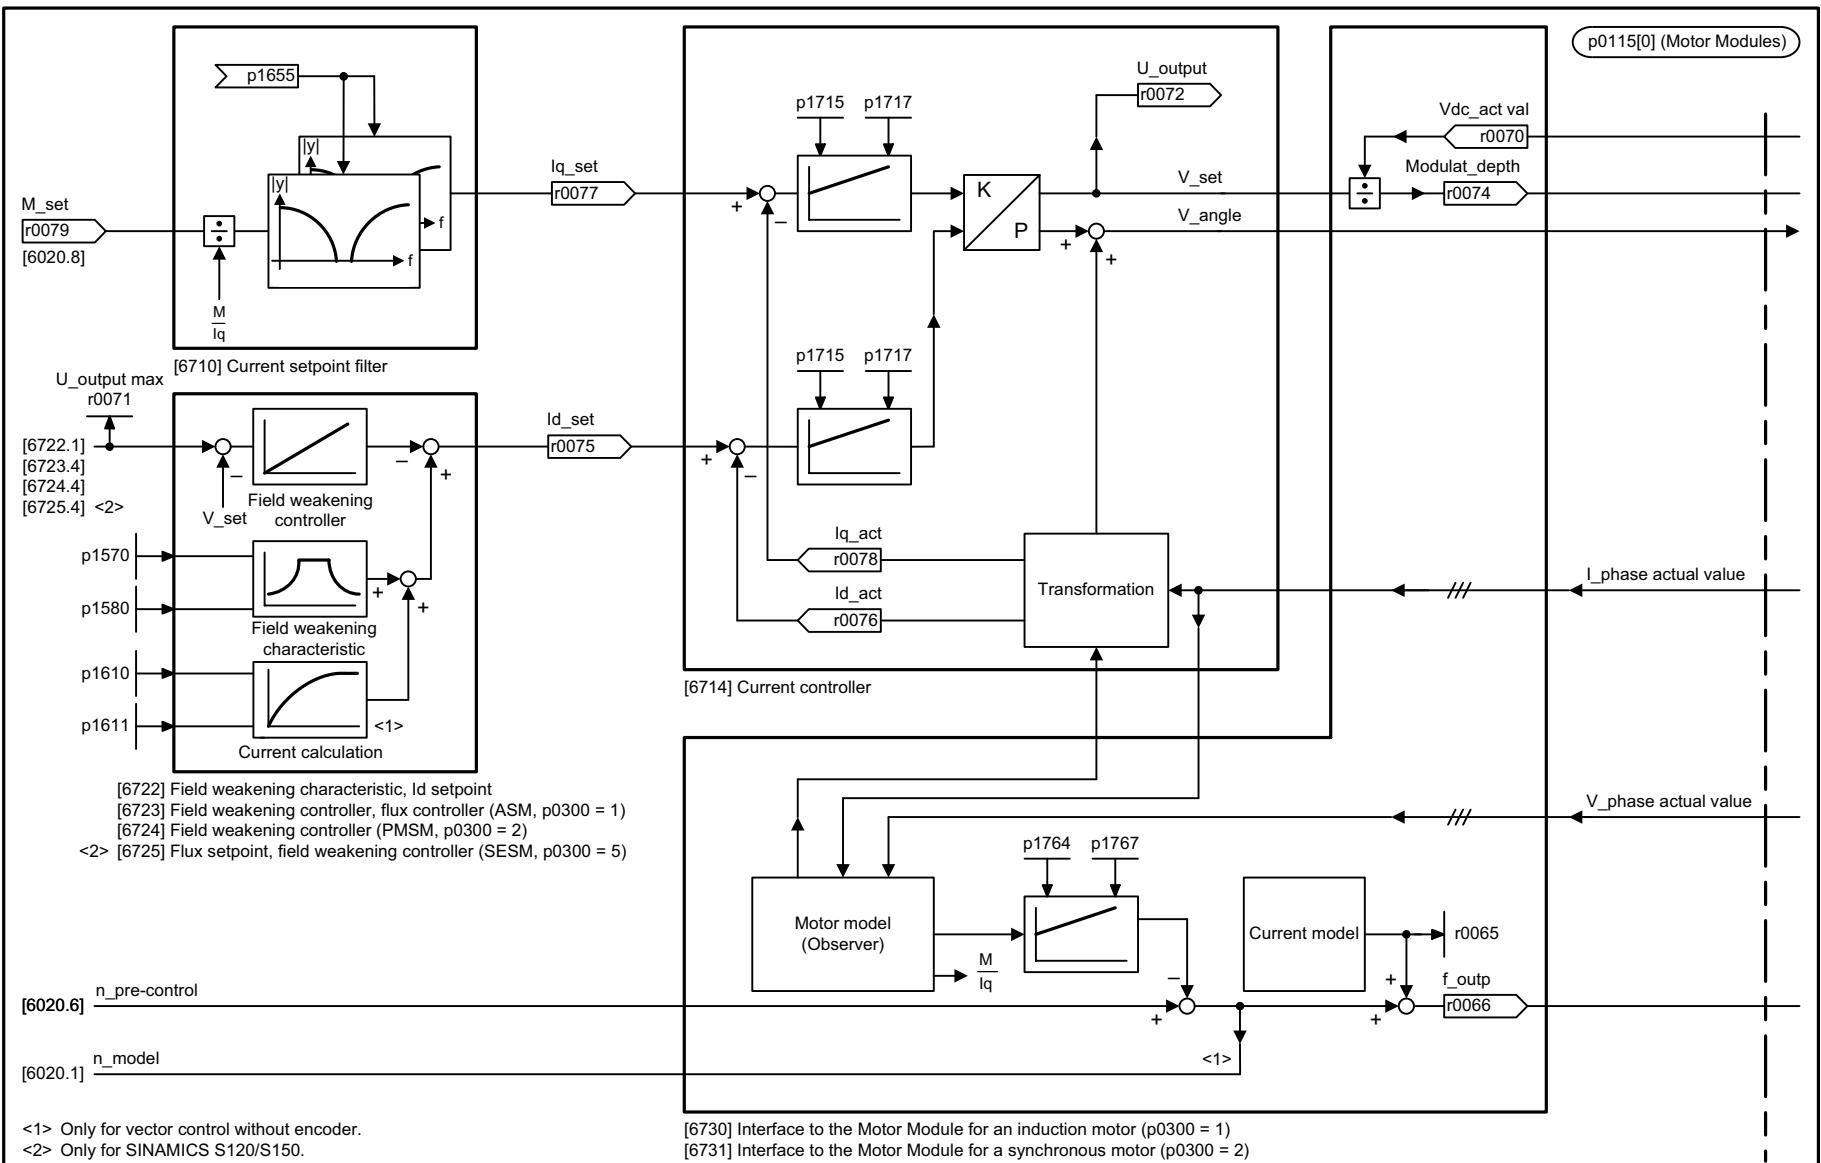 p0115[0] (Motor Modules)
p1655
|y|
f
|y|
f
M_set
r0079
[6020.8]
÷
M
Iq
[6710] Current setpoint filter
Iq_set
r0077
+
–
p1715 p1717
K
P
U_output
r0072
V_set
V_angle
+
+
Vdc_act val
r0070
÷
Modulat_depth
r0074
U_output max
r0071
[6722.1]
[6723.4]
[6724.4]
[6725.4] <2>
–
V_set
Field weakening
controller
–
+
Id_set
r0075
+
–
p1715 p1717
p1570
p1580
+
+
Field weakening
characteristic
p1610
p1611
<1>
Current calculation
Iq_act
r0078
Id_act
r0076
Transformation
I_phase actual value
[6714] Current controller
[6722] Field weakening characteristic, Id setpoint
[6723] Field weakening controller, flux controller (ASM, p0300 = 1)
[6724] Field weakening controller (PMSM, p0300 = 2)
<2> [6725] Flux setpoint, field weakening controller (SESM, p0300 = 5)
V_phase actual value
p1764 p1767
Motor model
(Observer)
M
Iq
Current model
r0065
–
+
+
+
f_outp
r0066
[6020.6]
n_pre-control
<1>
[6020.1]
n_model
<1> Only for vector control without encoder.
<2> Only for SINAMICS S120/S150.
[6730] Interface to the Motor Module for an induction motor (p0300 = 1)
[6731] Interface to the Motor Module for a synchronous motor (p0300 = 2)